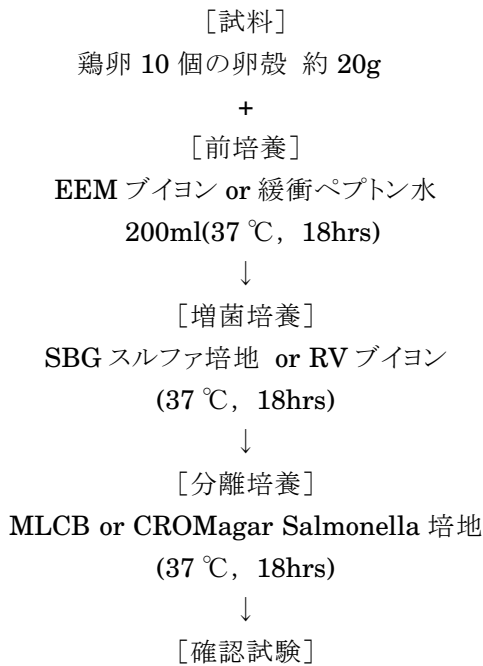 ［試料］
鶏卵 10 個の卵殻 約 20g
+
［前培養］
EEM ブイヨン or 緩衝ペプトン水
200ml(37 ℃，18hrs)
↓
［増菌培養］
SBG スルファ培地 or RV ブイヨン
(37 ℃，18hrs)
↓
［分離培養］
MLCB or CROMagar Salmonella 培地
(37 ℃，18hrs)
↓
［確認試験］